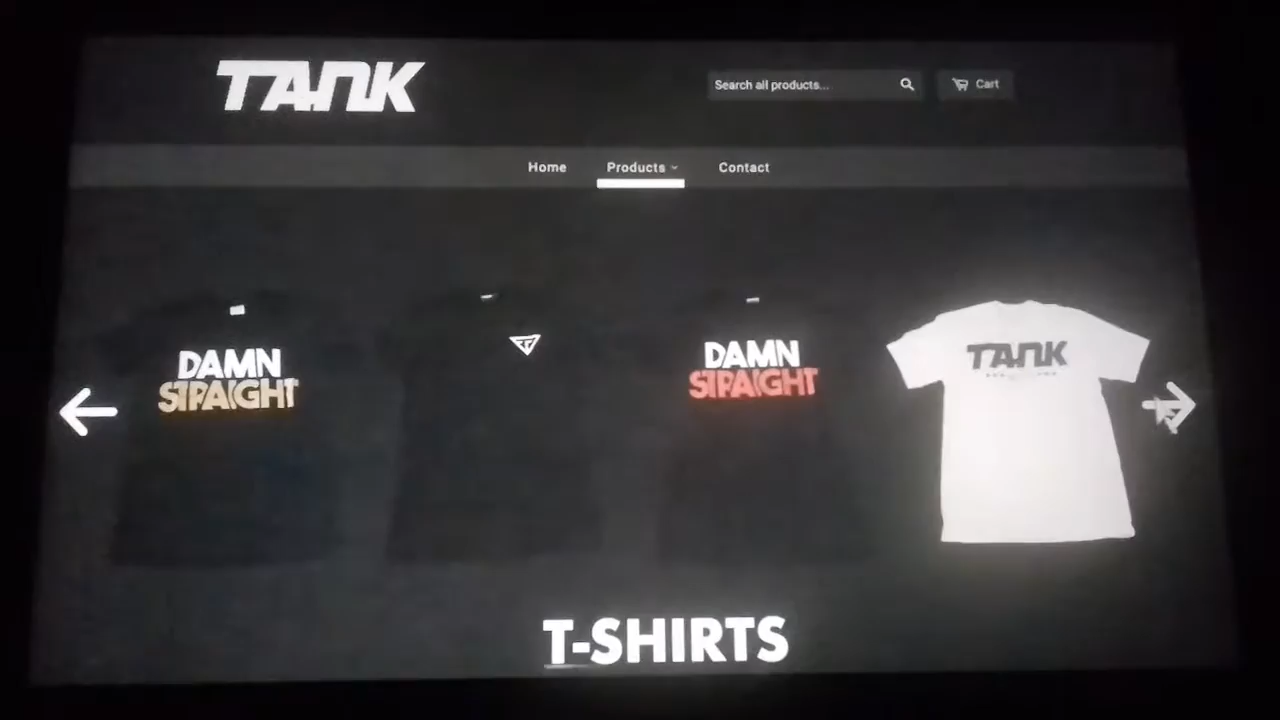 TANK
Search all products...
Cart
Home
Products
Contact
DAMN
STRAIGHT
DAMN
STRAIGHT
TANK
T-SHIRTS